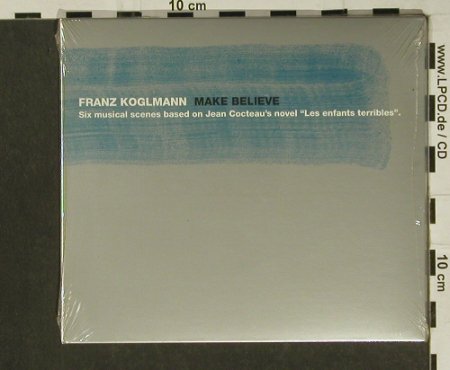 10 cm
FRANZ KOGLMANN MAKE BELIEVE
Six musical scenes based on Jean Cocteau's novel "Les enfants terribles".
www.LPCD.de / CD
10 cm